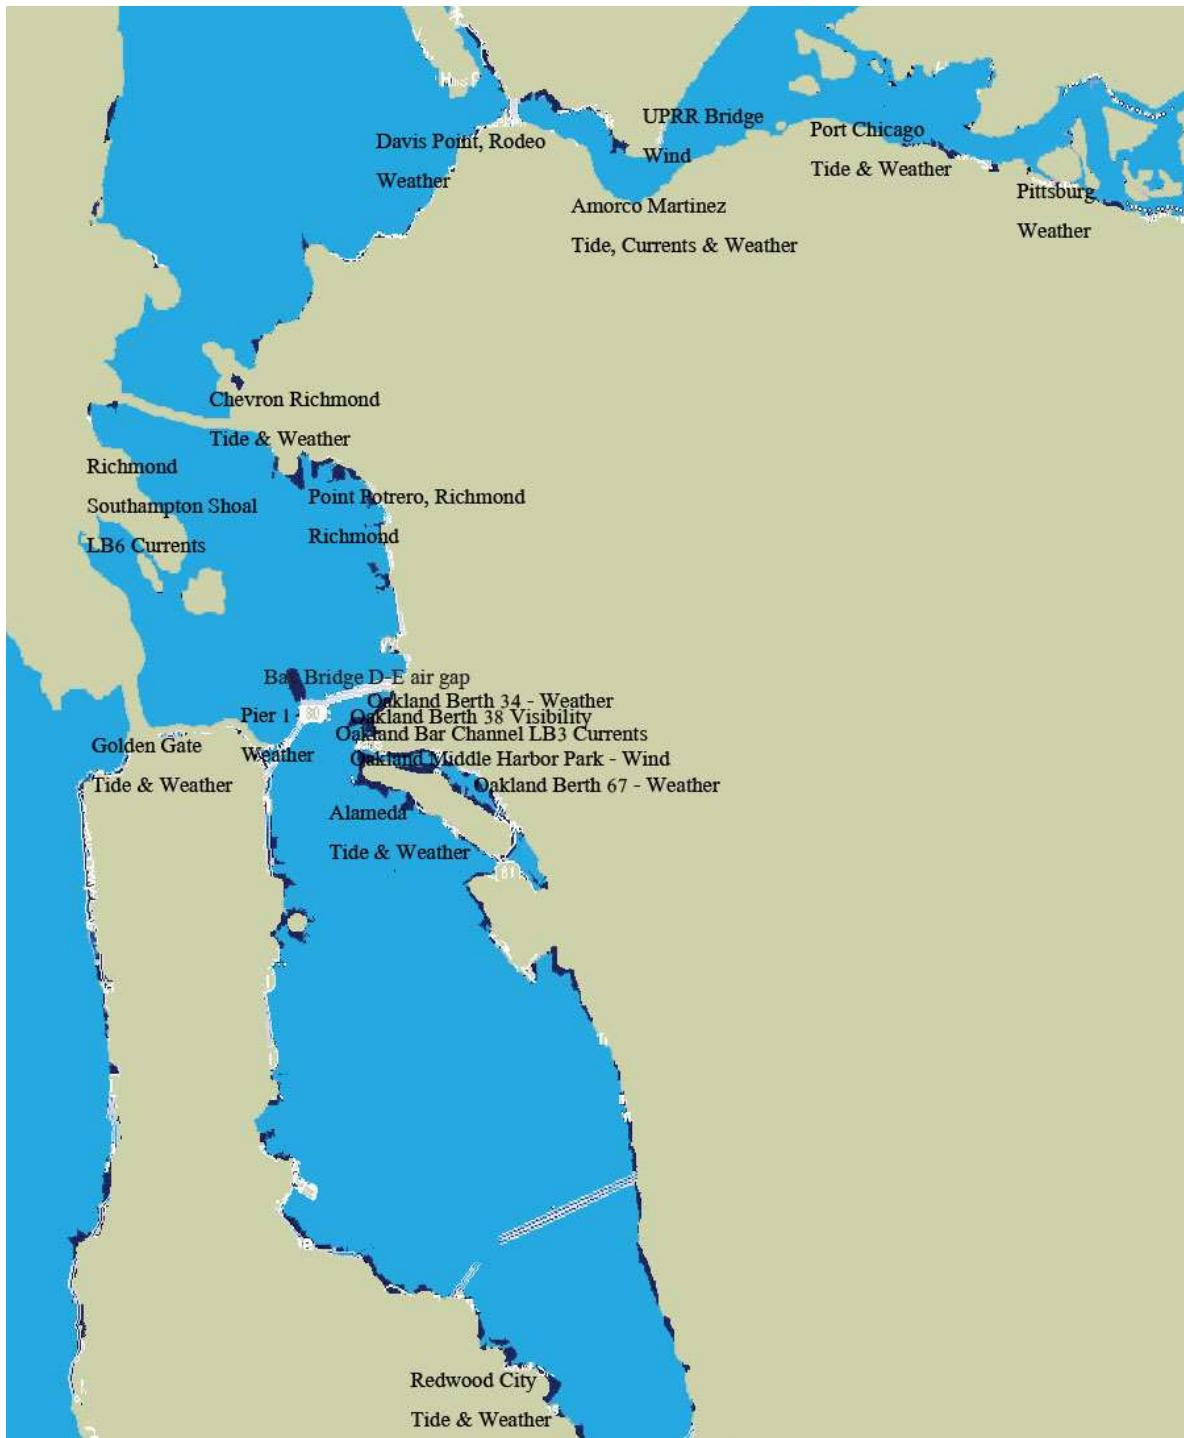 UPRR Bridge
Wind
Davis Point, Rodeo
Weather
Port Chicago
Tide & Weather
Pittsburg
Weather
Amorco Martinez
Tide, Currents & Weather
Chevron Richmond
Tide & Weather
Richmond
Southampton Shoal
LB6 Currents
Point Potrero, Richmond
Richmond
Bay Bridge D-E air gap
Oakland Berth 34 - Weather
Pier 1
Weather
80
Oakland Berth 38 Visibility
Oakland Bar Channel LB3 Currents
Golden Gate
Tide & Weather
Oakland Middle Harbor Park - Wind
Oakland Berth 67 - Weather
Alameda
Tide & Weather
Redwood City
Tide & Weather